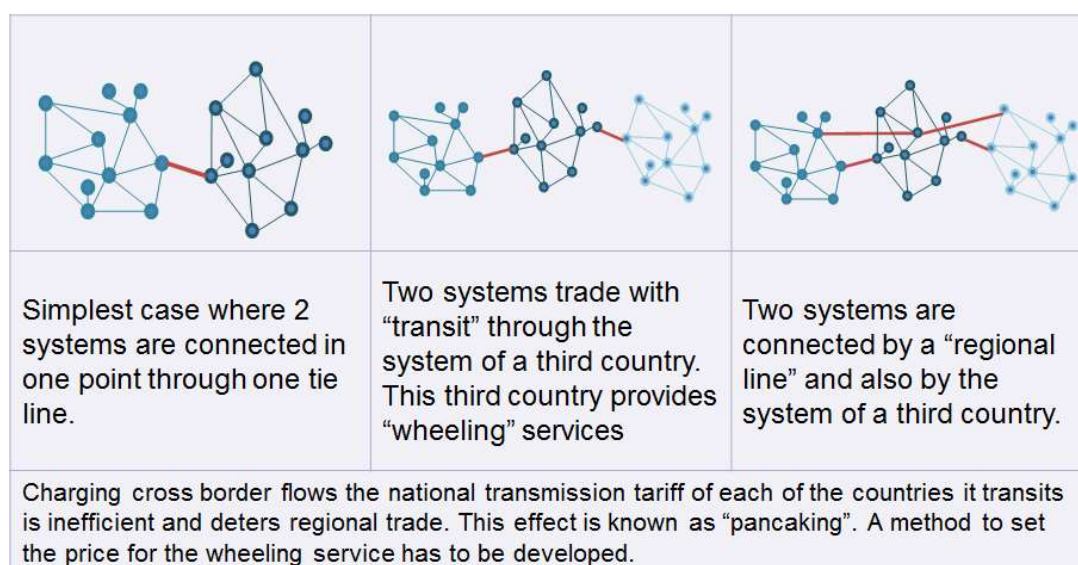 Simplest case where 2
systems are connected in
one point through one tie
line.
Two systems trade with
“transit” through the
system of a third country.
This third country provides
“wheeling” services
Two systems are
connected by a “regional
line” and also by the
system of a third country.
Charging cross border flows the national transmission tariff of each of the countries it transits
is inefficient and deters regional trade. This effect is known as “pancaking”. A method to set
the price for the wheeling service has to be developed.